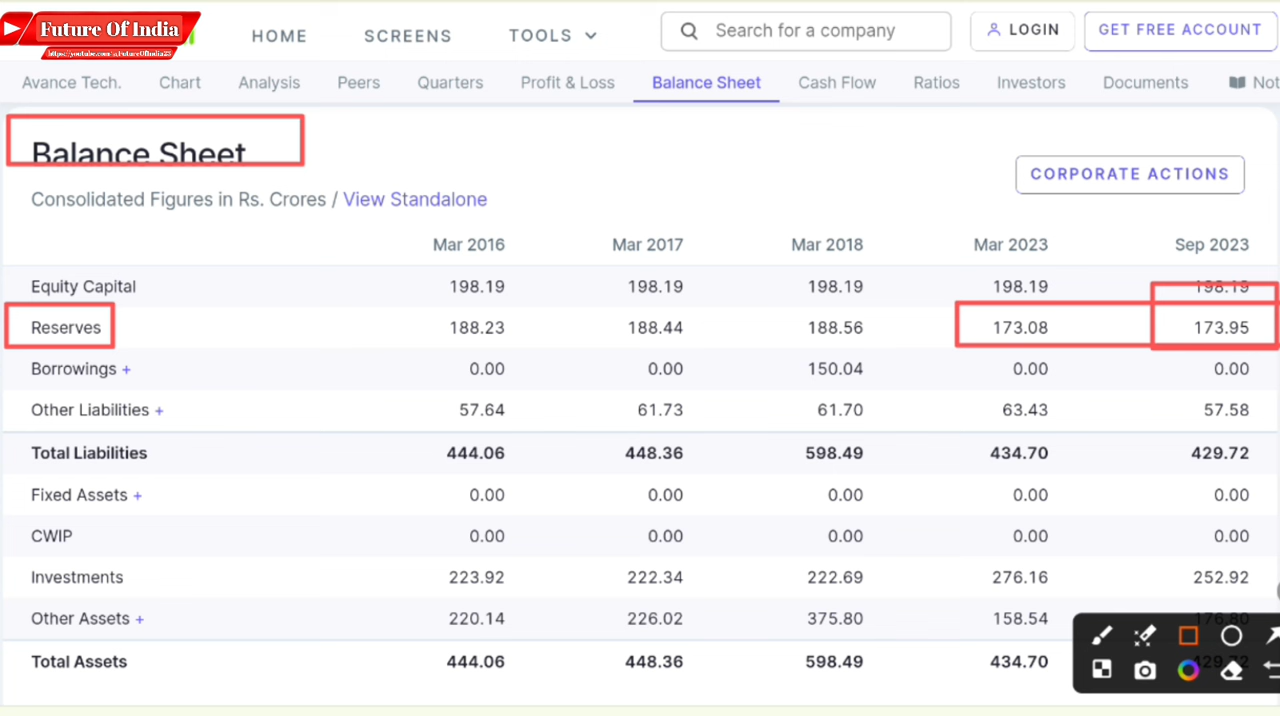 Future Of India
HOME SCREENS TOOLS Search for a company LOGIN GET FREE ACCOUNT
Avance Tech. Chart Analysis Peers Quarters Profit & Loss Balance Sheet Cash Flow Ratios Investors Documents Not
Balance Sheet
CORPORATE ACTIONS
Consolidated Figures in Rs. Crores / View Standalone
Mar 2016 Mar 2017 Mar 2018 Mar 2023 Sep 2023
Equity Capital 198.19 198.19 198.19 198.19 198.19
Reserves 188.23 188.44 188.56 173.08 173.95
Borrowings + 0.00 0.00 150.04 0.00 0.00
Other Liabilities + 57.64 61.73 61.70 63.43 57.58
Total Liabilities 444.06 448.36 598.49 434.70 429.72
Fixed Assets + 0.00 0.00 0.00 0.00 0.00
CWIP 0.00 0.00 0.00 0.00 0.00
Investments 223.92 222.34 222.69 276.16 252.92
Other Assets + 220.14 226.02 375.80 158.54 176.80
Total Assets 444.06 448.36 598.49 434.70 429.72